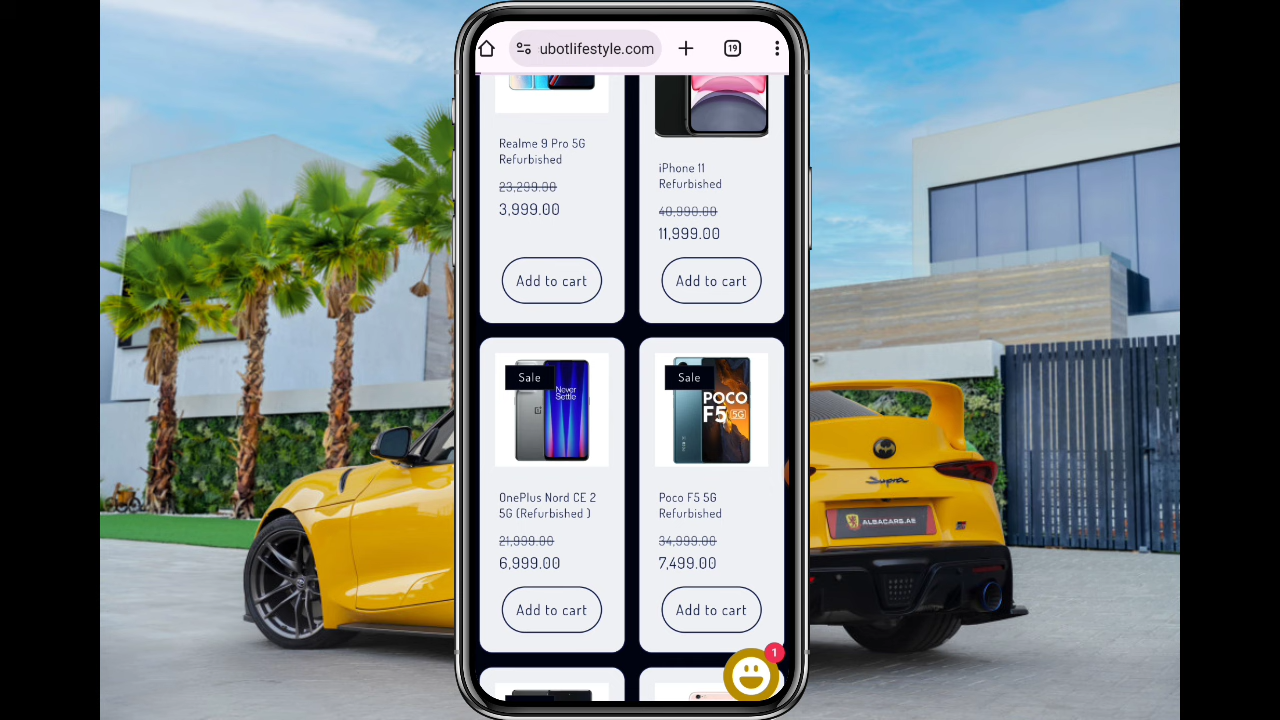 ubotlifestyle.com
19
Realme 9 Pro 5G
Refurbished
23,299.00
3,999.00
Add to cart
iPhone 11
Refurbished
40,990.00
11,999.00
Add to cart
Sale
Never
Settle
OnePlus Nord CE 2
5G (Refurbished )
21,999.00
6,999.00
Add to cart
Sale
POCO
F5 5G
Poco F5 5G
Refurbished
34,999.00
7,499.00
Add to cart
1
Supra
ALBACARS.AE